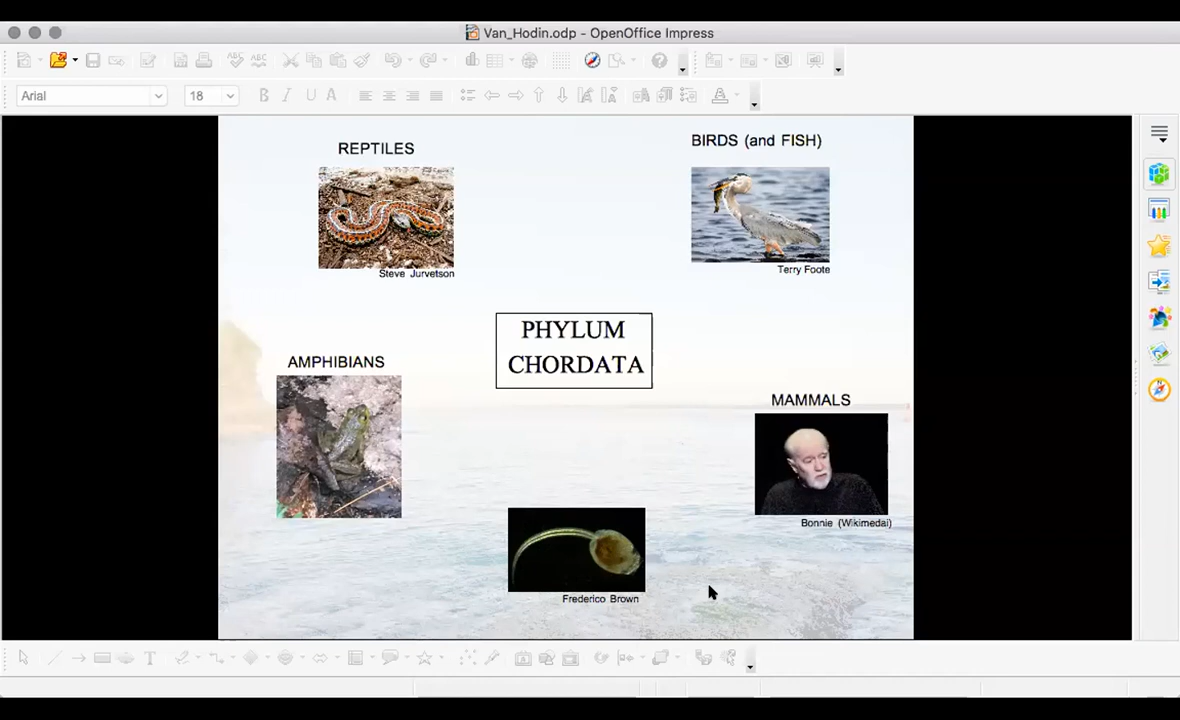 Van_Hodin.odp - OpenOffice Impress
Arial
18
REPTILES
BIRDS (and FISH)
Steve Jurvetson
Terry Foote
PHYLUM
CHORDATA
AMPHIBIANS
MAMMALS
Bonnie (Wikimedai)
Frederico Brown